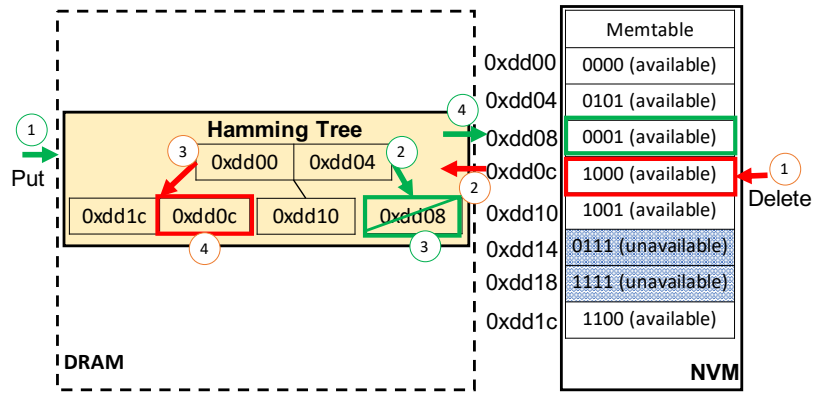 Memtable
0xdd00 0000 (available)
0xdd04 0101 (available)
0xdd08 0001 (available)
0xdd0c 1000 (available)
0xdd10 1001 (available)
0xdd14 0111 (unavailable)
0xdd18 1111 (unavailable)
0xdd1c 1100 (available)
NVM
1
Delete
2
4
1
Put
Hamming Tree
3
0xdd00 0xdd04
2
0xdd1c 0xdd0c 0xdd10 0xdd08
4
3
DRAM